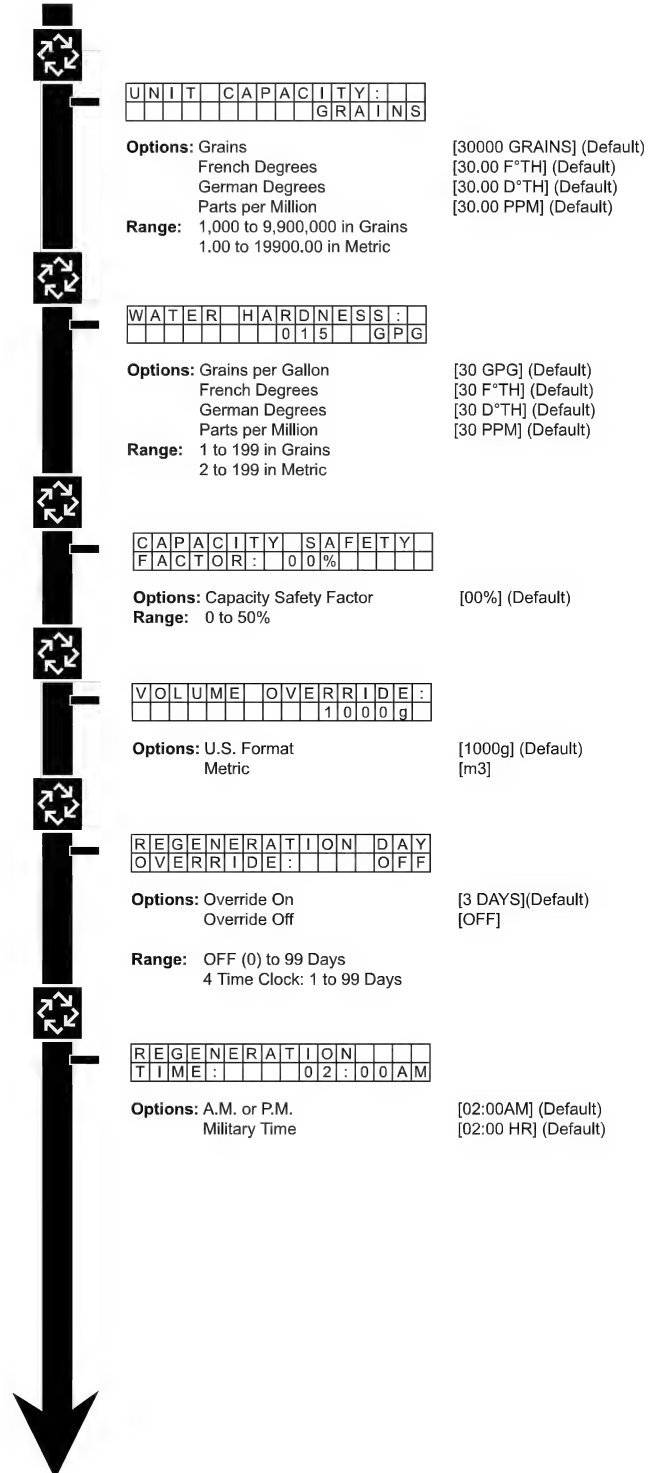 UNIT CAPACITY:
GRAINS
Options: Grains [30000 GRAINS] (Default)
French Degrees [30.00 F°TH] (Default)
German Degrees [30.00 D°TH] (Default)
Parts per Million [30.00 PPM] (Default)
Range: 1,000 to 9,900,000 in Grains
1.00 to 19900.00 in Metric
WATER HARDNESS:
015 GPG
Options: Grains per Gallon [30 GPG] (Default)
French Degrees [30 F°TH] (Default)
German Degrees [30 D°TH] (Default)
Parts per Million [30 PPM] (Default)
Range: 1 to 199 in Grains
2 to 199 in Metric
CAPACITY SAFETY
FACTOR: 00%
Options: Capacity Safety Factor [00%] (Default)
Range: 0 to 50%
VOLUME OVERRIDE:
1000g
Options: U.S. Format [1000g] (Default)
Metric [m3]
REGENERATION DAY
OVERRIDE: OFF
Options: Override On [3 DAYS](Default)
Override Off [OFF]
Range: OFF (0) to 99 Days
4 Time Clock: 1 to 99 Days
REGENERATION
TIME: 02:00AM
Options: A.M. or P.M. [02:00AM] (Default)
Military Time [02:00 HR] (Default)